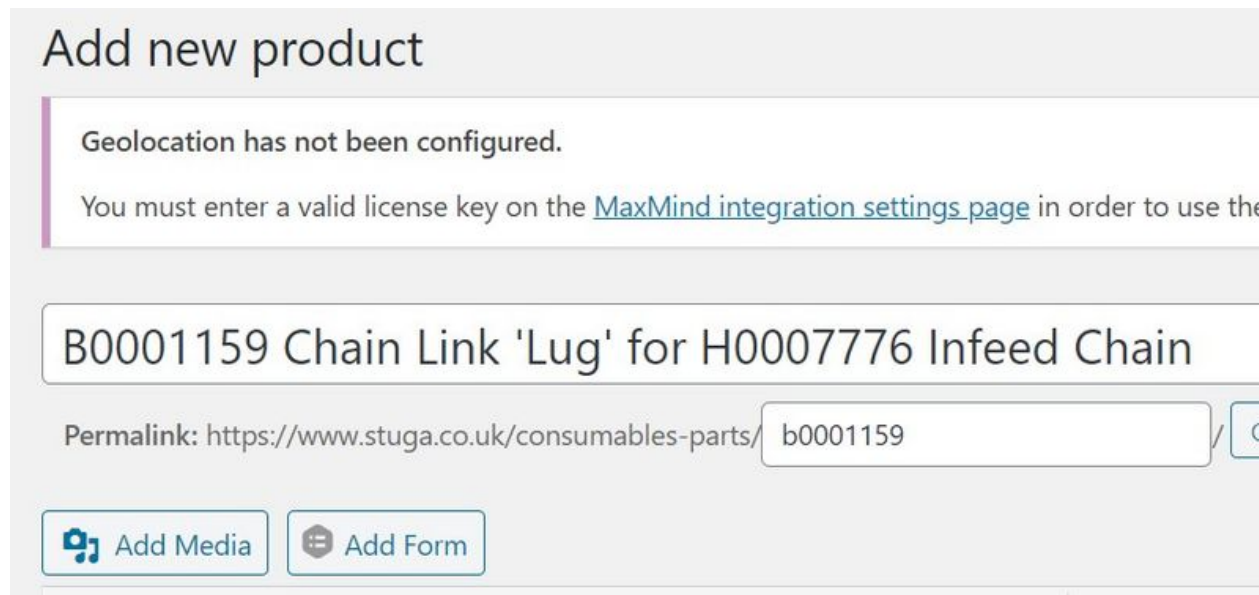 Add new product
Geolocation has not been configured.
You must enter a valid license key on the MaxMind integration settings page in order to use the
B0001159 Chain Link 'Lug' for H0007776 Infeed Chain
Permalink: https://www.stuga.co.uk/consumables-parts/ b0001159 /
Add Media Add Form